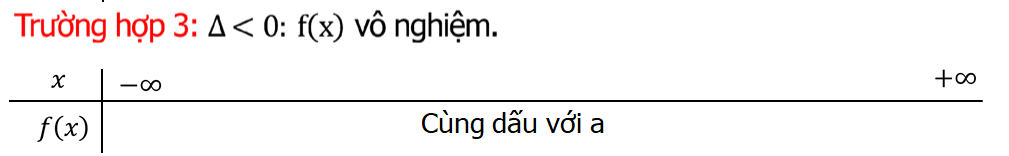 Trường hợp 3: Δ < 0: f(x) vô nghiệm.
x −∞ +∞
f(x) Cùng dấu với a